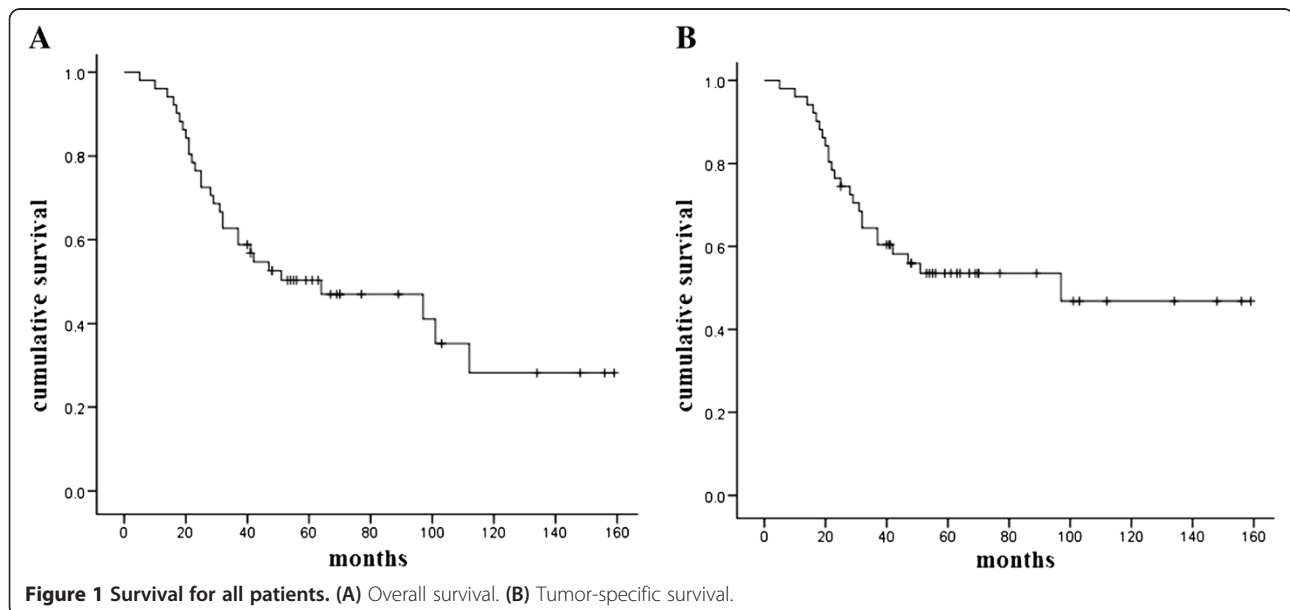 A
cumulative survival
1.0
0.8
0.6
0.4
0.2
0.0
0 20 40 60 80 100 120 140 160
months
B
cumulative survival
1.0
0.8
0.6
0.4
0.2
0.0
0 20 40 60 80 100 120 140 160
months
Figure 1 Survival for all patients. (A) Overall survival. (B) Tumor-specific survival.